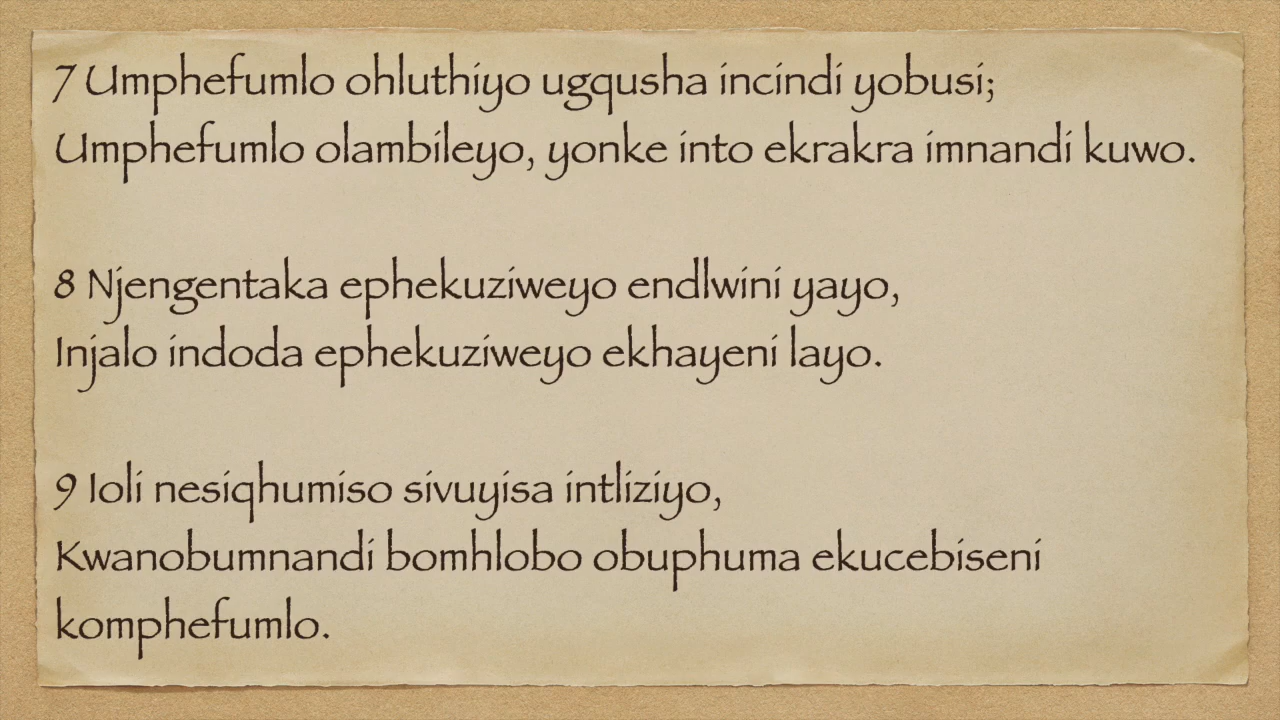 7 Umphefumlo ohluthiyo ugqusha incindi yobusi;
Umphefumlo olambileyo, yonke into ekrakra imnandi kuwo.
8 Njengentaka ephekuziweyo endlwini yayo,
Injalo indoda ephekuziweyo ekhayeni layo.
9 Ioli nesiqhumiso sivuyisa intliziyo,
Kwanobumnandi bomhlobo obuphuma ekucebiseni
komphefumlo.